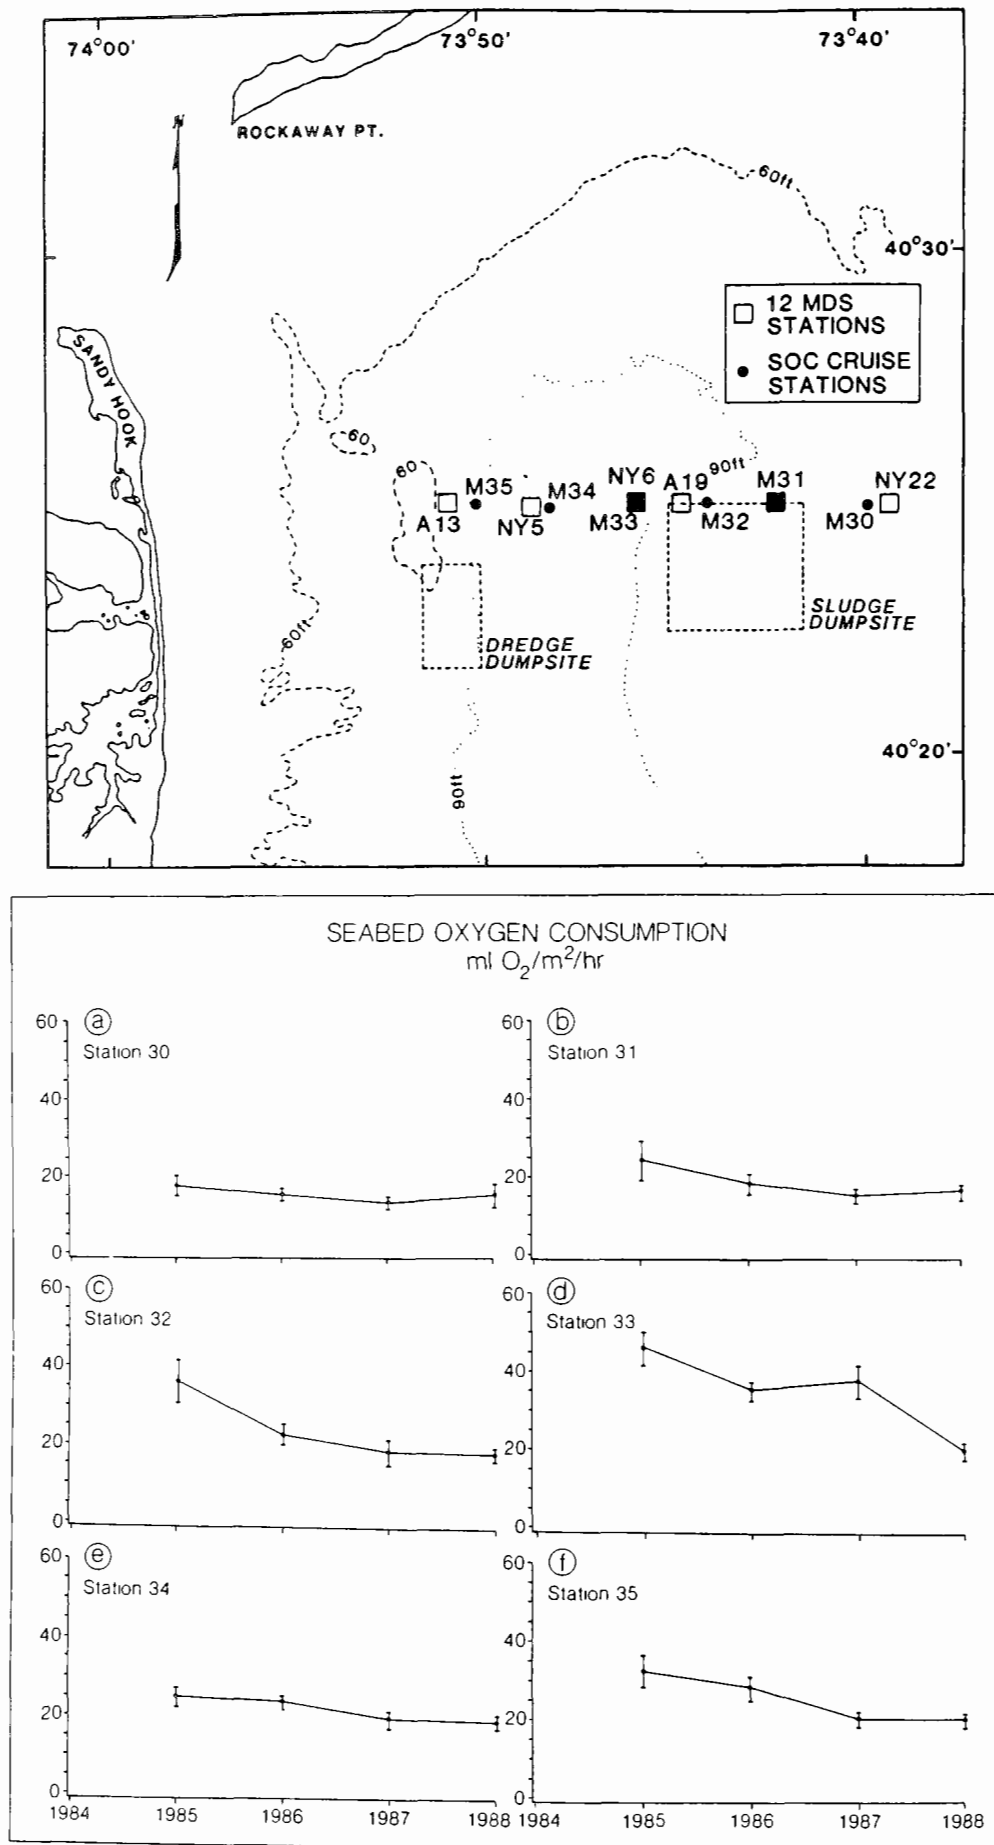 74°00'
73°50'
73°40'
N
ROCKAWAY PT.
60ft
40°30'
12 MDS
STATIONS
SOC CRUISE
STATIONS
SANDY HOOK
60
60
90ft
M35
M34
NY6
A19
M31
NY22
A13
NY5
M33
M32
M30
SLUDGE
DUMPSITE
60ft
DREDGE
DUMPSITE
40°20'
90ft
SEABED OXYGEN CONSUMPTION
ml O2/m²/hr
a
Station 30
60
40
20
0
b
Station 31
60
40
20
0
c
Station 32
60
40
20
0
d
Station 33
60
40
20
0
e
Station 34
60
40
20
0
1984 1985 1986 1987 1988
f
Station 35
60
40
20
0
1984 1985 1986 1987 1988